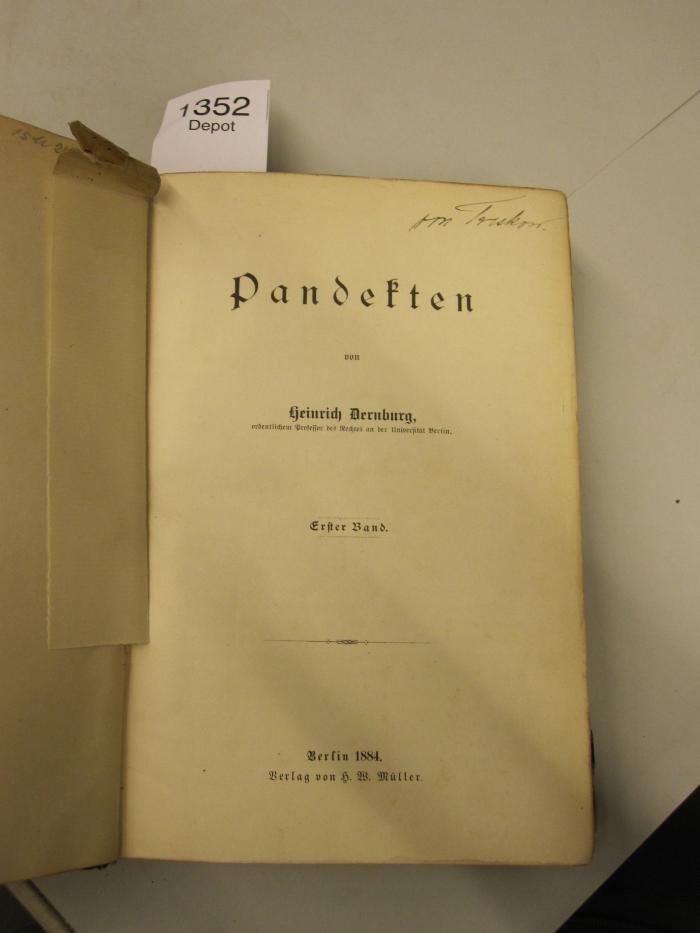 1352
Depot
von Treskow.
Pandekten
von
Heinrich Dernburg,
ordentlichem Professor des Rechtes an der Universität Berlin.
Erster Band.
Berlin 1884.
Verlag von H. W. Müller.